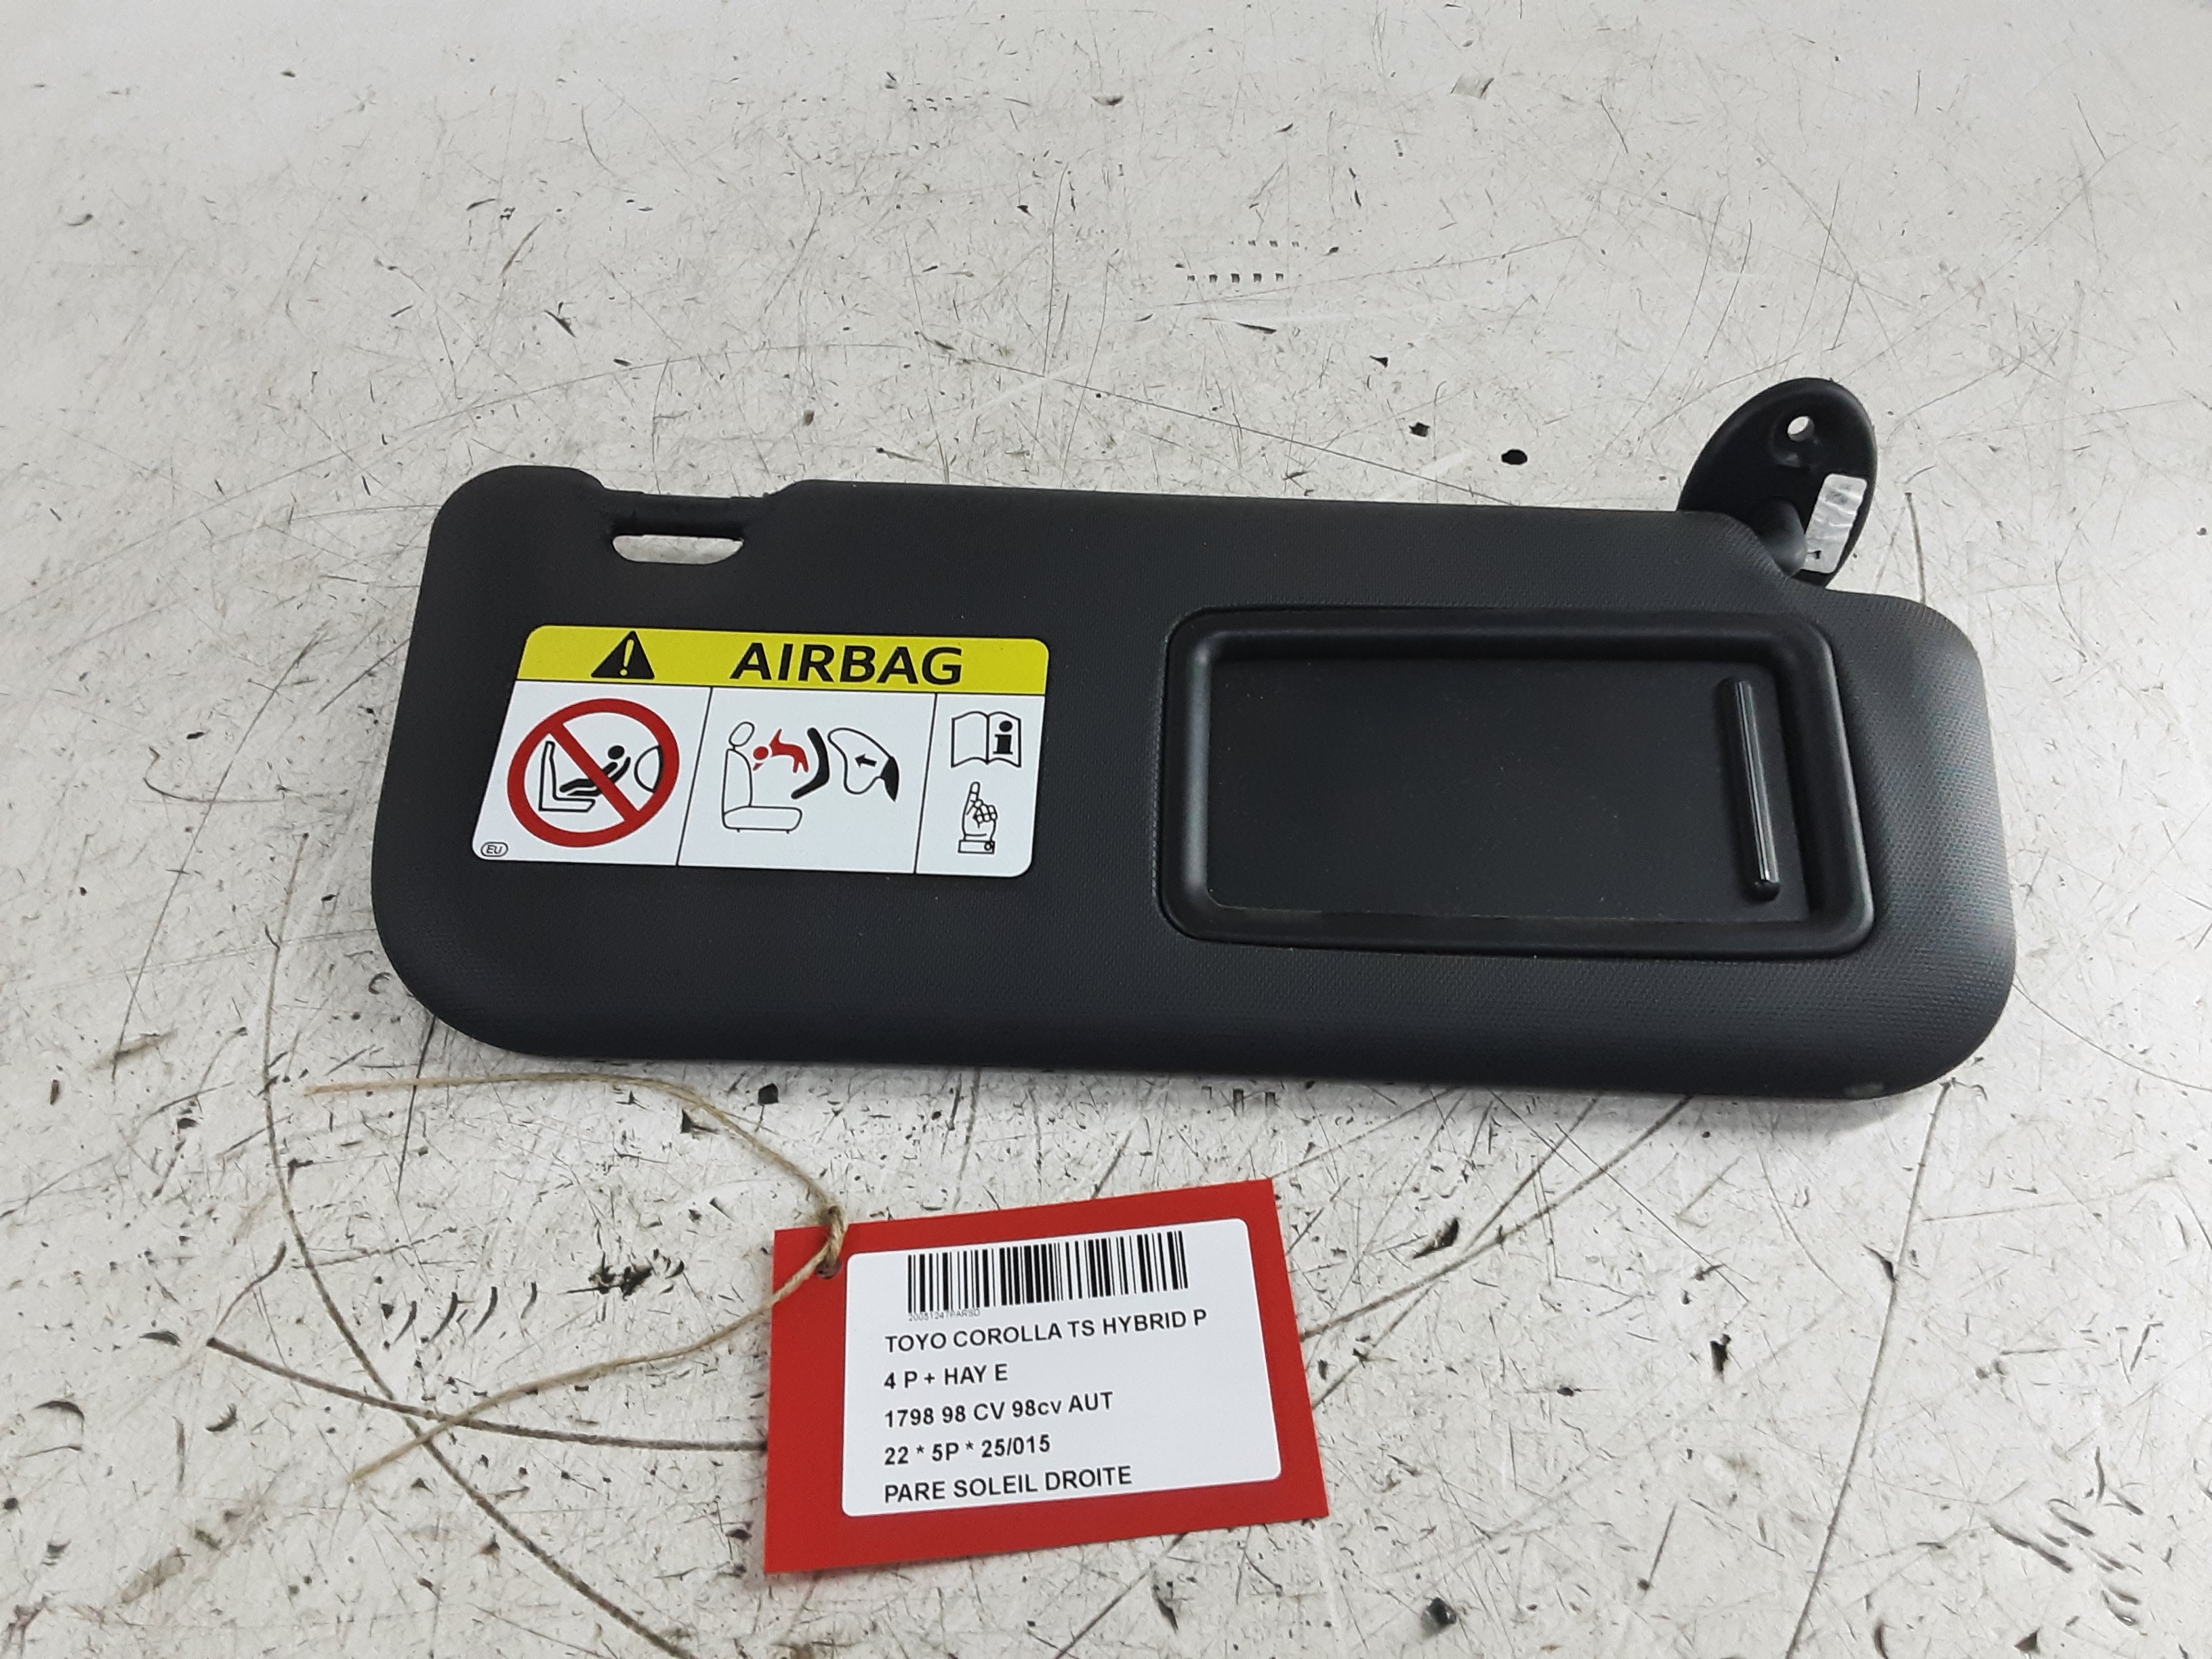 AIRBAG
EU
20051247PARSD
TOYO COROLLA TS HYBRID P
4 P + HAY E
1798 98 CV 98cv AUT
22 * 5P * 25/015
PARE SOLEIL DROITE